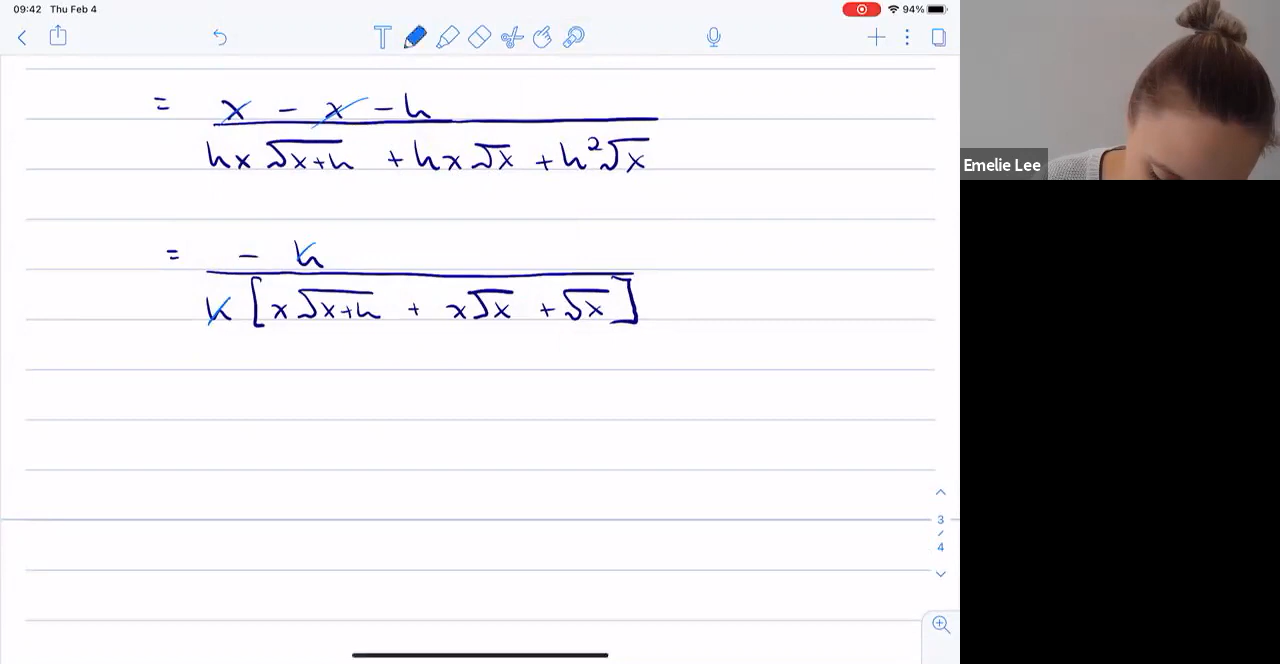 09:42 Thu Feb 4
94%
T
= x - x - h
hx √x+h + hx √x + h²√x
= - h
h [x √x+h + x√x + √x]
Emelie Lee
3
/
4